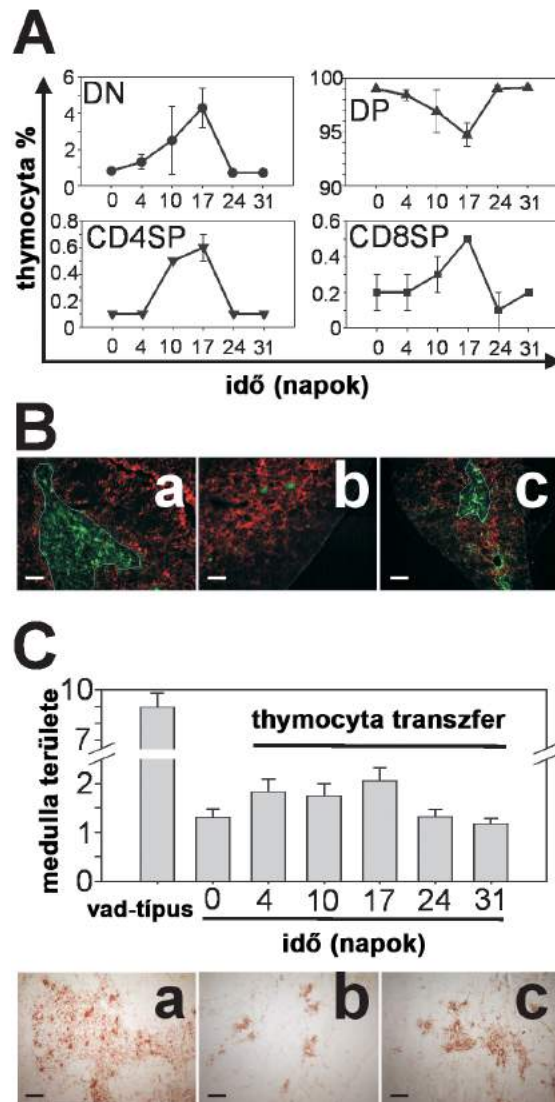 A
thymocyta %
DN
6
4
2
0
0 4 10 17 24 31
DP
100
95
90
0 4 10 17 24 31
CD4SP
0.8
0.6
0.4
0.2
0
0 4 10 17 24 31
CD8SP
0.6
0.4
0.2
0
0 4 10 17 24 31
idő (napok)
B
a
b
c
C
medulla területe
10
7
2
1
0
thymocyta transzfer
vad-típus
0 4 10 17 24 31
idő (napok)
a
b
c